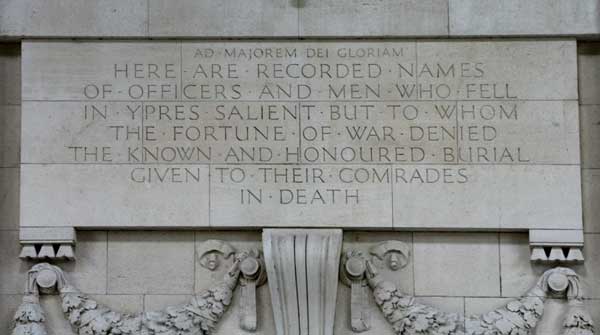 AD·MAJOREM·DEI·GLORIAM
HERE·ARE·RECORDED·NAMES
OF·OFFICERS·AND·MEN·WHO·FELL
IN·YPRES·SALIENT·BUT·TO·WHOM
THE·FORTUNE·OF·WAR·DENIED
THE·KNOWN·AND·HONOURED·BURIAL
GIVEN·TO·THEIR·COMRADES
IN·DEATH